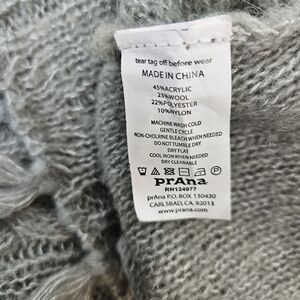 tear tag off before wear
MADE IN CHINA
45%ACRYLIC
23%WOOL
22%POLYESTER
10%NYLON
MACHINE WASH COLD
GENTLE CYCLE
NON-CHOLRINE BLEACH WHEN NEEDED
DO NOT TUMBLE DRY
DRY FLAT
COOL IRON WHEN NEEDED
DRY CLEANABLE
prAna
RN124977
prAna P.O. BOX 130430
CARLSBAD, CA. 92013
www.prana.com